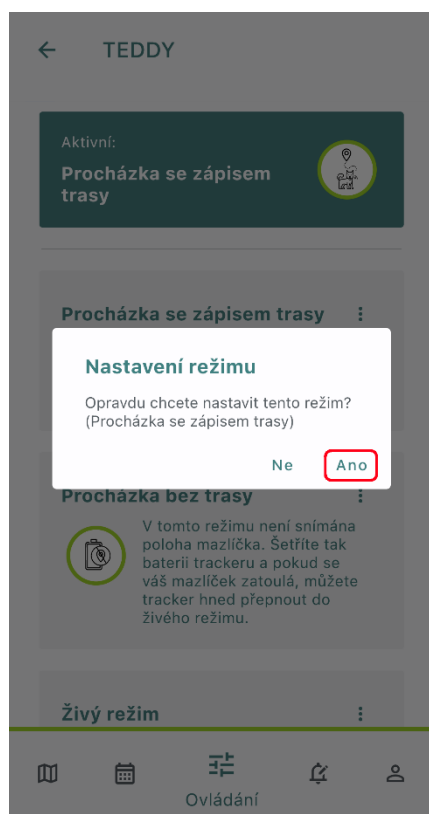 TEDDY
Aktivní:
Procházka se zápisem
trasy
Procházka se zápisem trasy
Nastavení režimu
Opravdu chcete nastavit tento režim?
(Procházka se zápisem trasy)
Ne
Ano
Procházka bez trasy
V tomto režimu není snímána
poloha mazlíčka. Šetříte tak
baterii trackeru a pokud se
váš mazlíček zatoulá, můžete
tracker hned přepnout do
živého režimu.
Živý režim
Ovládání